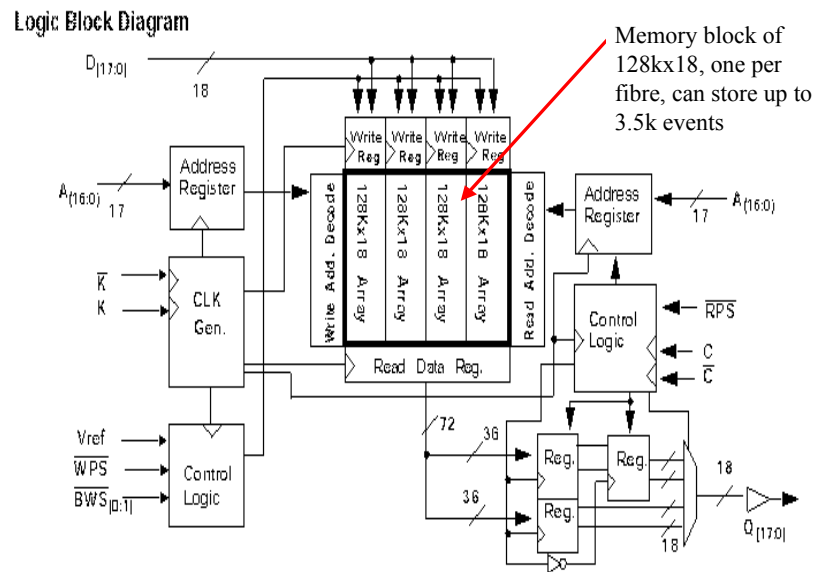 Logic Block Diagram
D[17:0]
18
Memory block of
128kx18, one per
fibre, can store up to
3.5k events
Write
Reg
Write
Reg
Write
Reg
Write
Reg
Address
Register
A(16:0)
17
Write Add. Decode
128Kx18 Array
128Kx18 Array
128Kx18 Array
128Kx18 Array
Read Add. Decode
Address
Register
A(16:0)
17
K
K
CLK
Gen.
Control
Logic
RPS
C
C
Read Data Reg.
72
36
36
Vref
WPS
BWS[0:1]
Control
Logic
Reg.
Reg.
Reg.
18
18
Q[17:0]